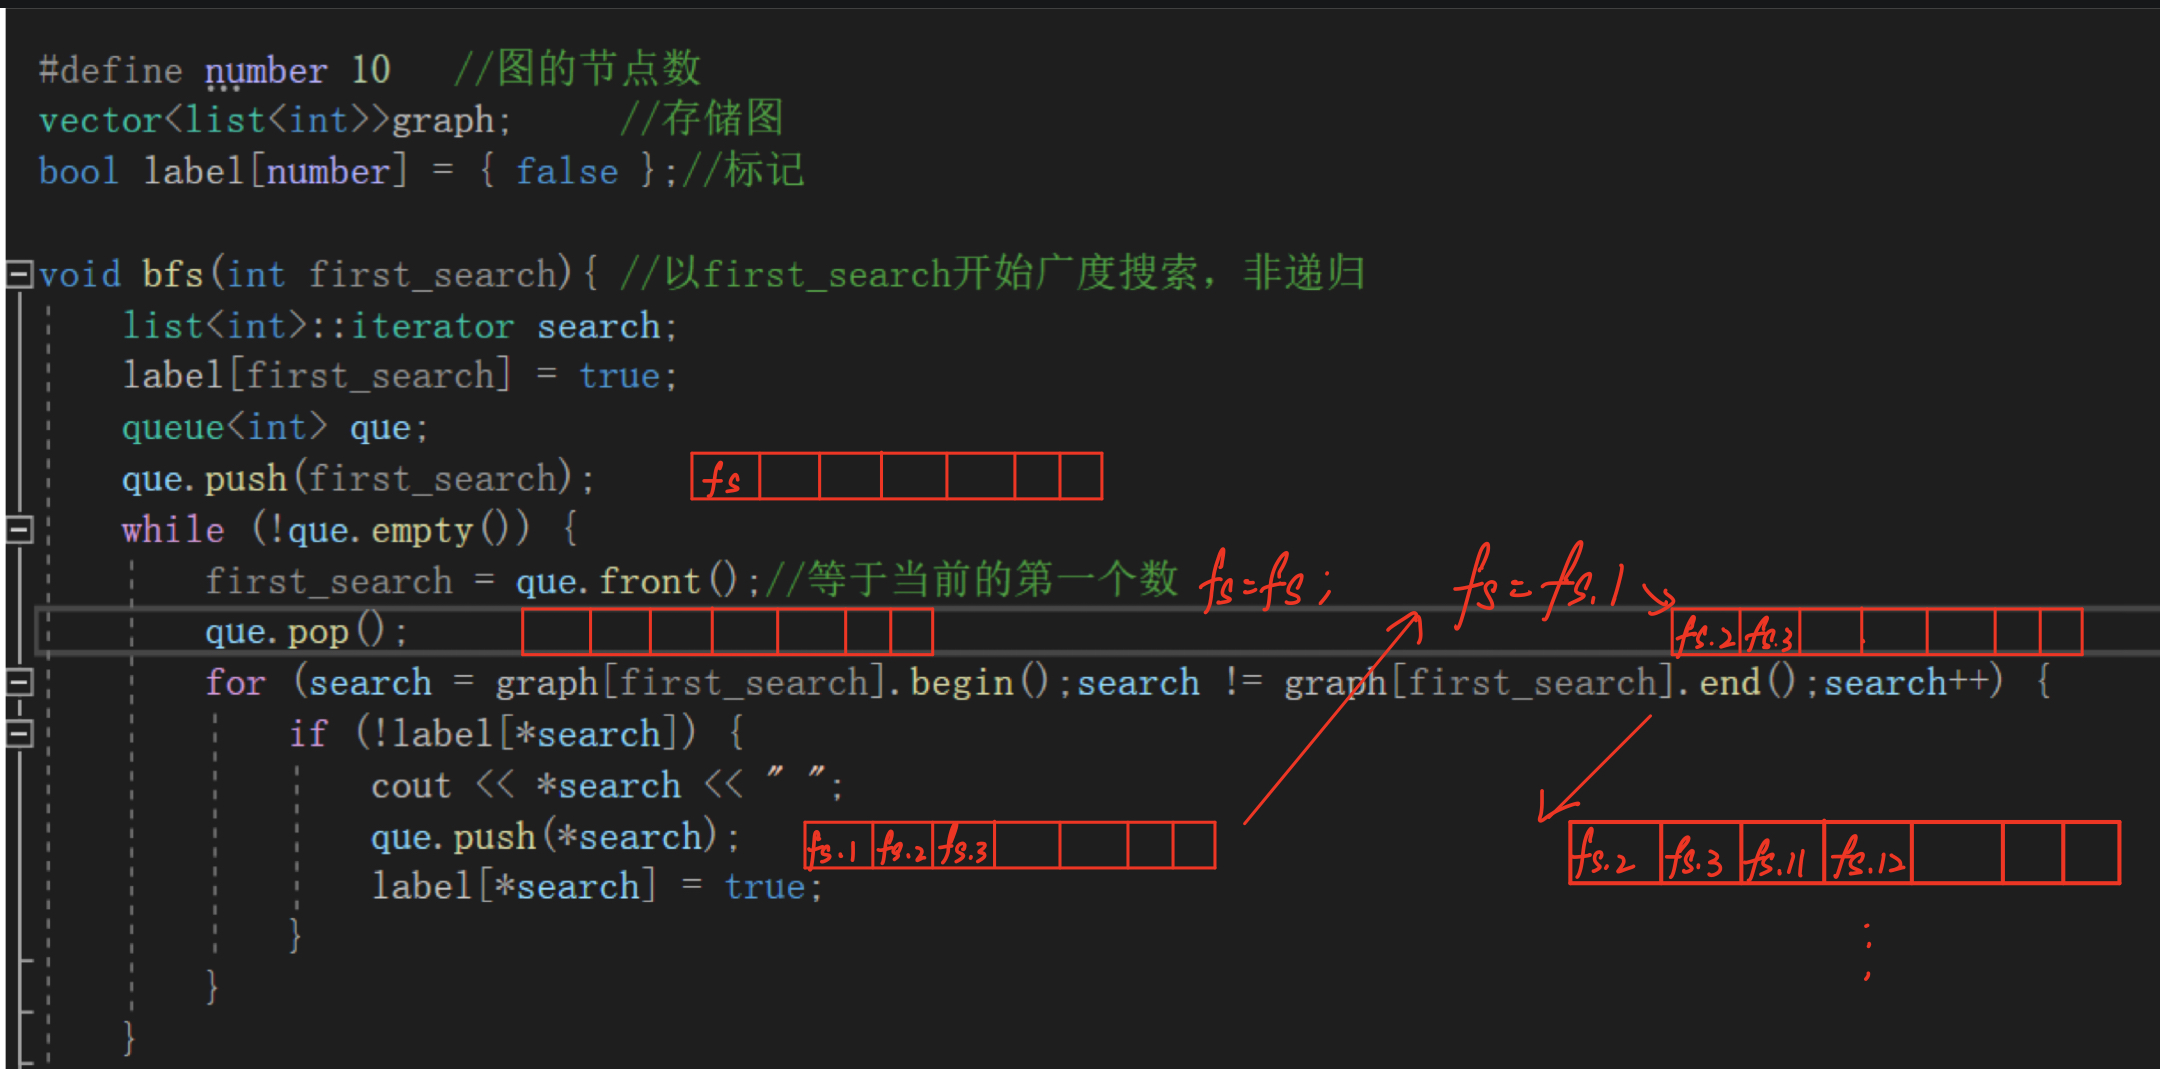 #define number 10   //图的节点数
vector<list<int>>graph;     //存储图
bool label[number] = { false };//标记
void bfs(int first_search){ //以first_search开始广度搜索，非递归
list<int>::iterator search;
label[first_search] = true;
queue<int> que;
que.push(first_search);
fs
while (!que.empty()) {
first_search = que.front();//等于当前的第一个数
fs=fs;
fs=fs.1
que.pop();
fs.2 fs.3
for (search = graph[first_search].begin();search != graph[first_search].end();search++) {
if (!label[*search]) {
cout << *search << " ";
que.push(*search);
fs.1 fs.2 fs.3
fs.2 fs.3 fs.11 fs.12
label[*search] = true;
}
}
}